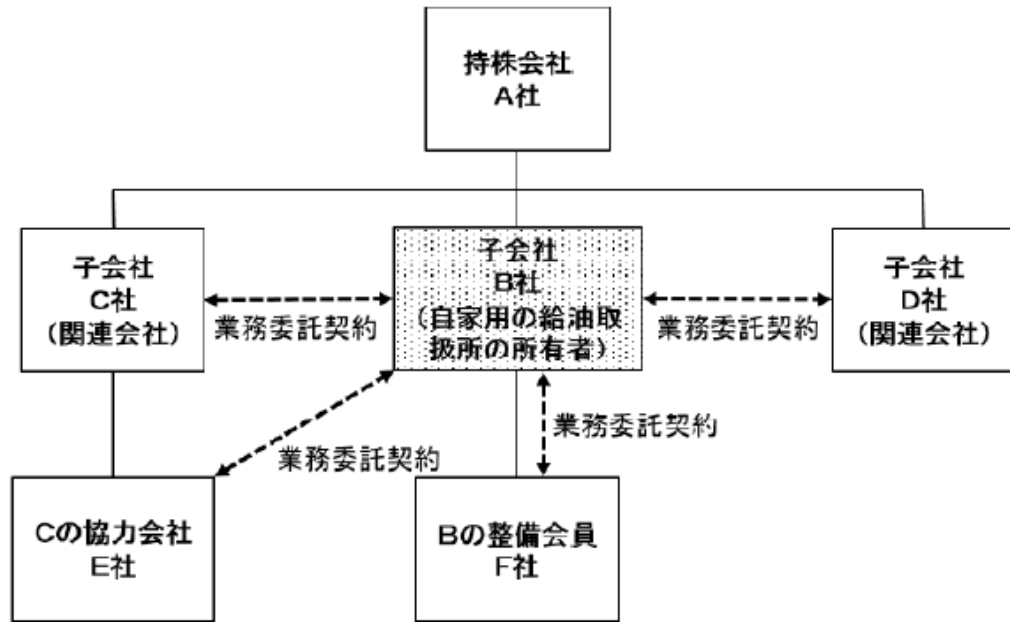 持株会社
A社
子会社
C社
(関連会社)
業務委託契約
子会社
B社
(自家用の給油取
扱所の所有者)
業務委託契約
子会社
D社
(関連会社)
業務委託契約
業務委託契約
Cの協力会社
E社
Bの整備会員
F社